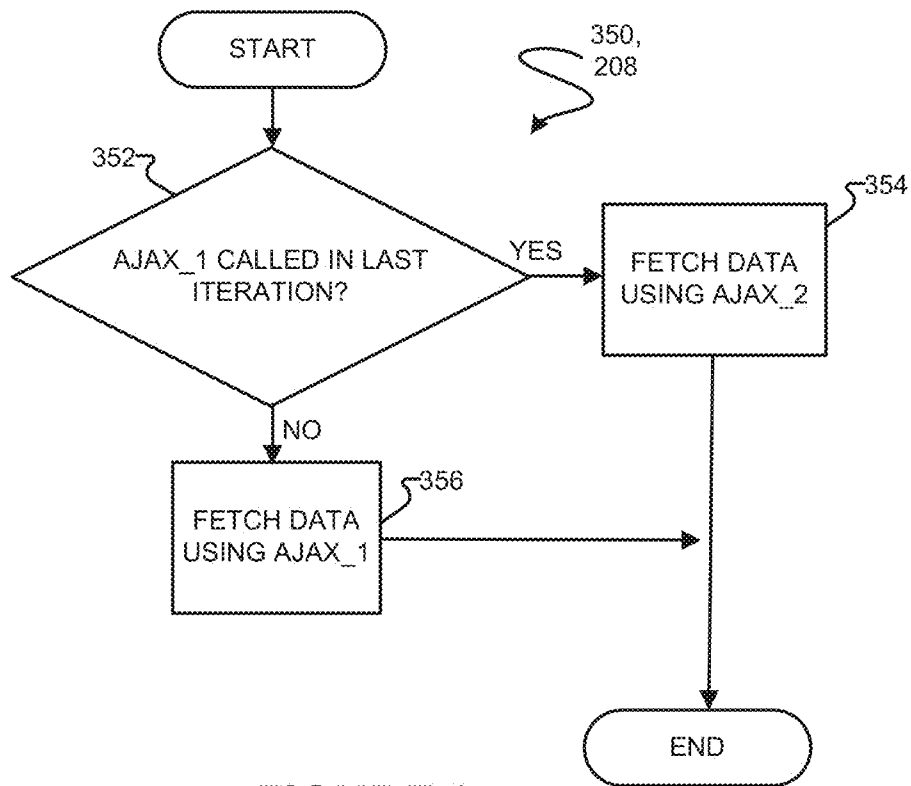 START
350,
208
352
AJAX_1 CALLED IN LAST
ITERATION?
YES
354
FETCH DATA
USING AJAX_2
NO
356
FETCH DATA
USING AJAX_1
END